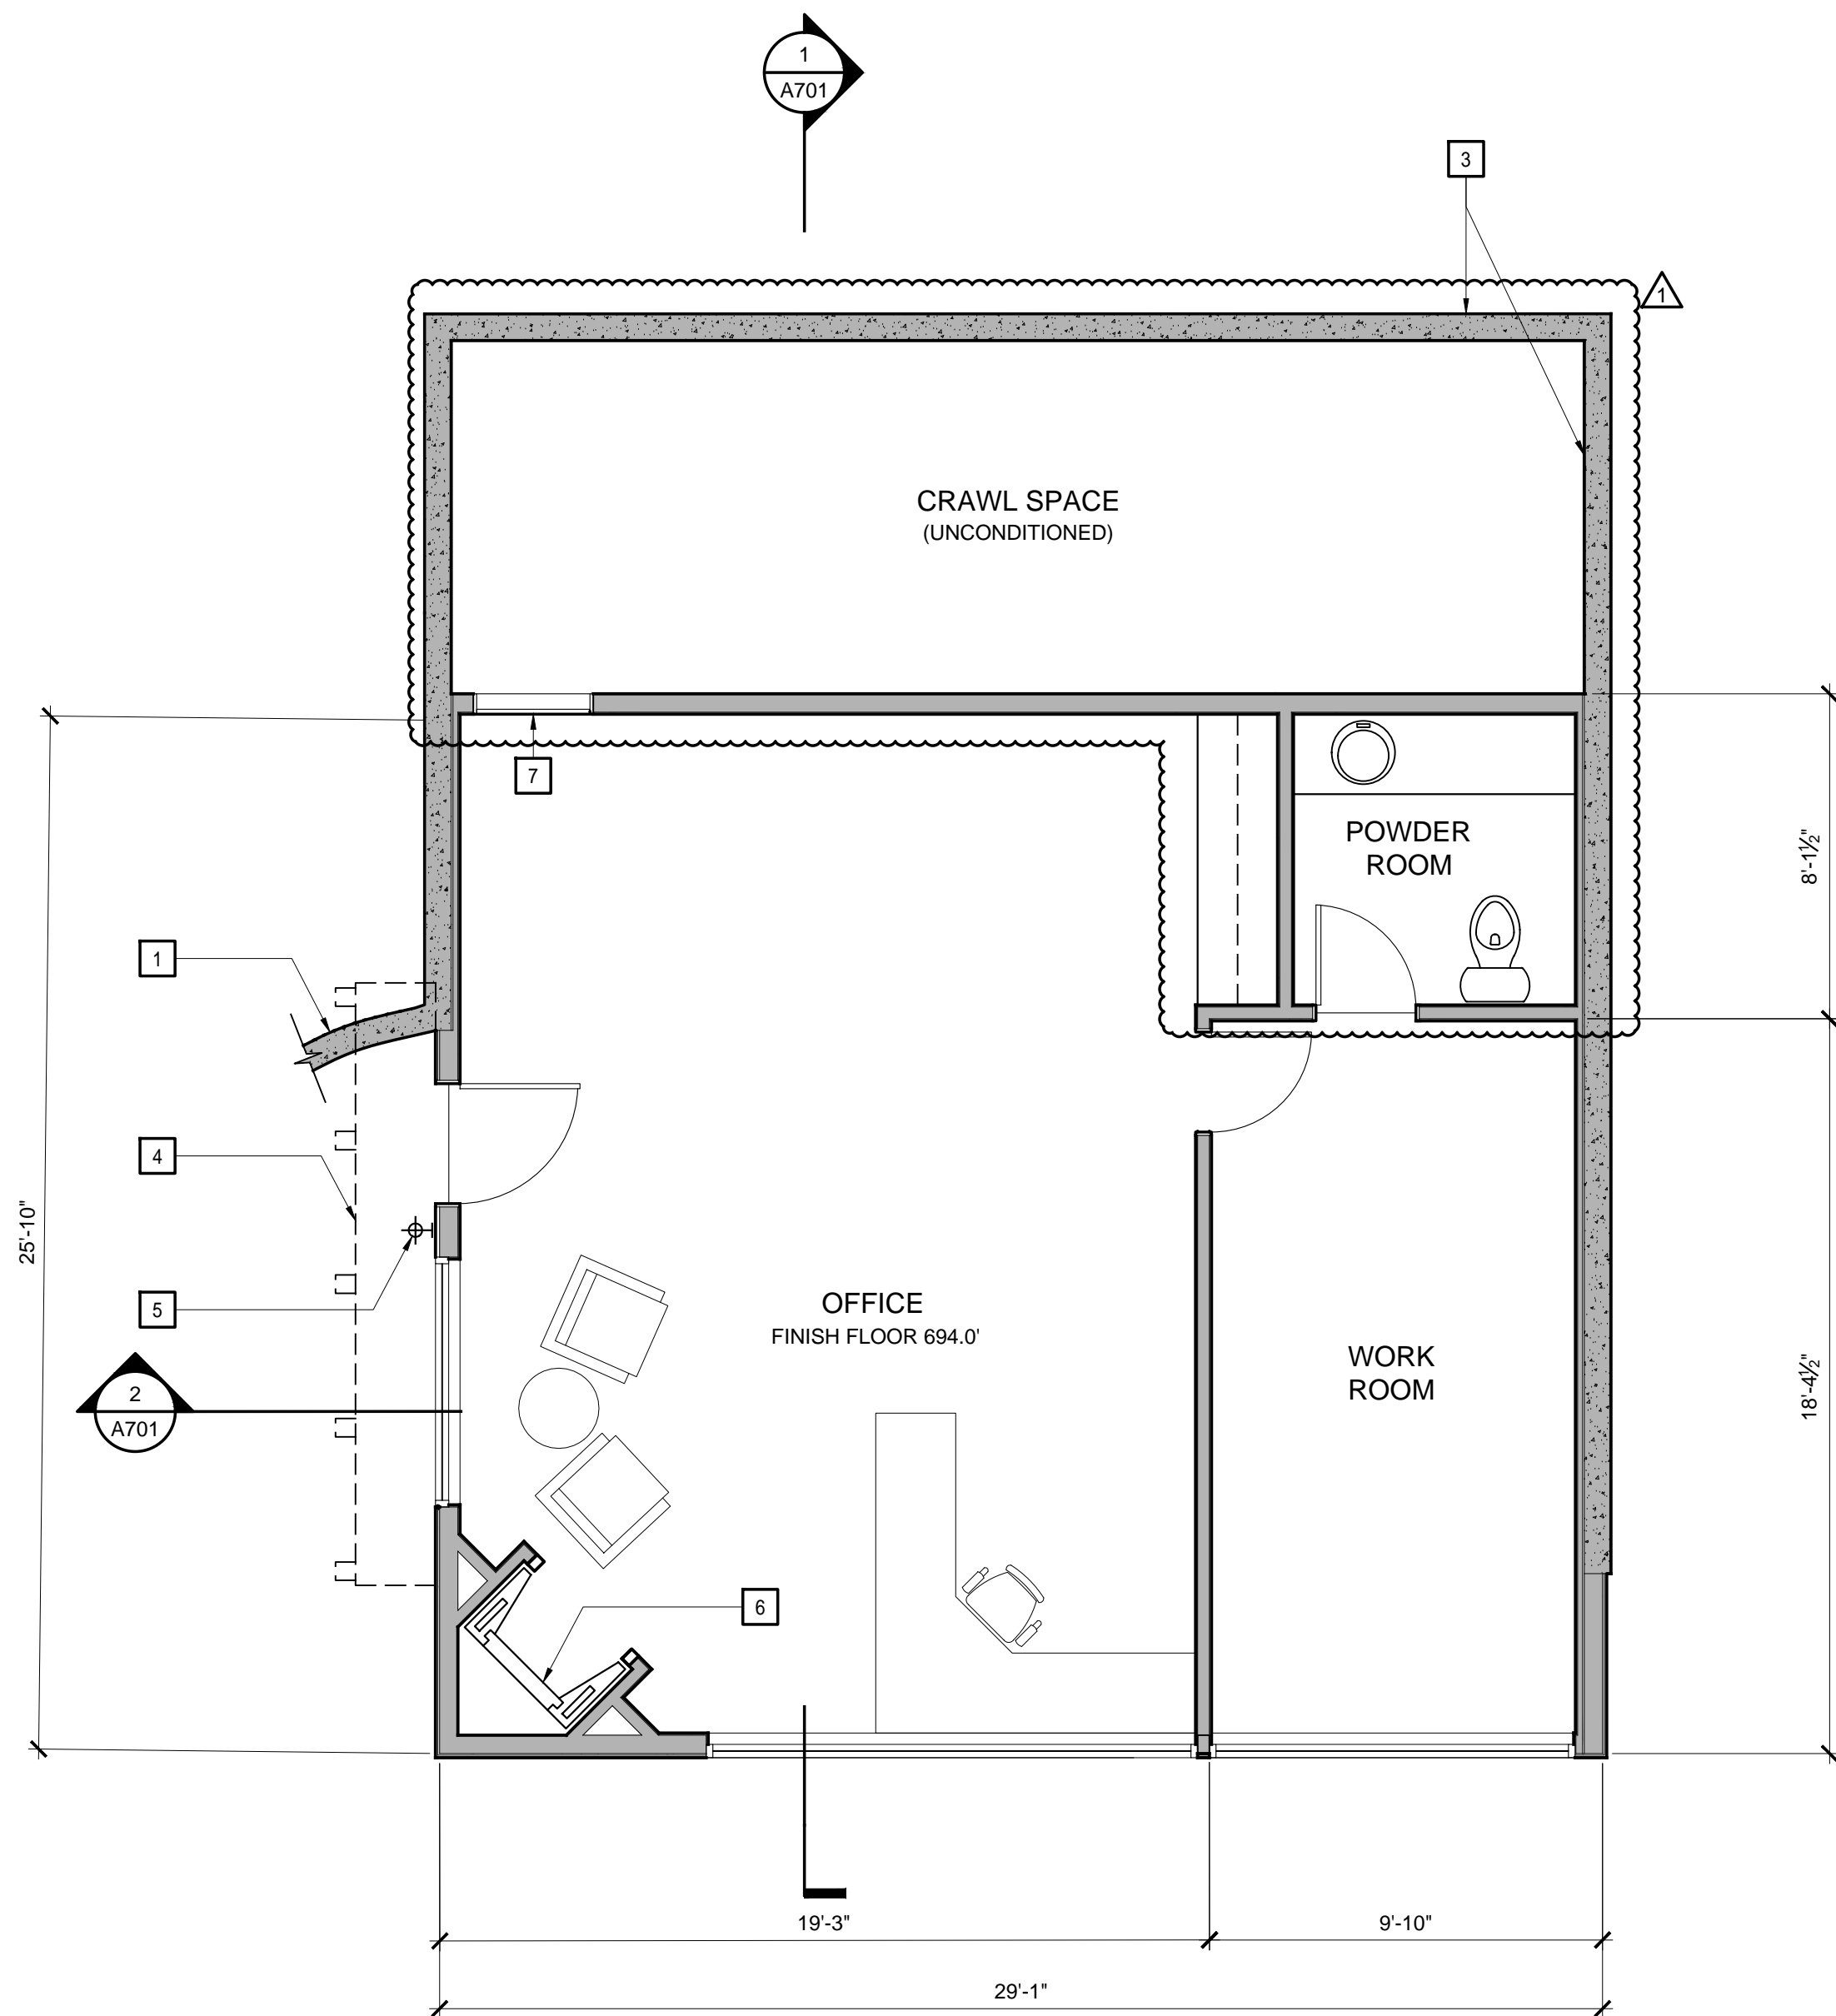 1
A701
3
1
CRAWL SPACE
(UNCONDITIONED)
7
POWDER
ROOM
8'-1½"
1
4
25'-10"
5
OFFICE
FINISH FLOOR 694.0'
WORK
ROOM
18'-4½"
2
A701
6
19'-3"
9'-10"
29'-1"